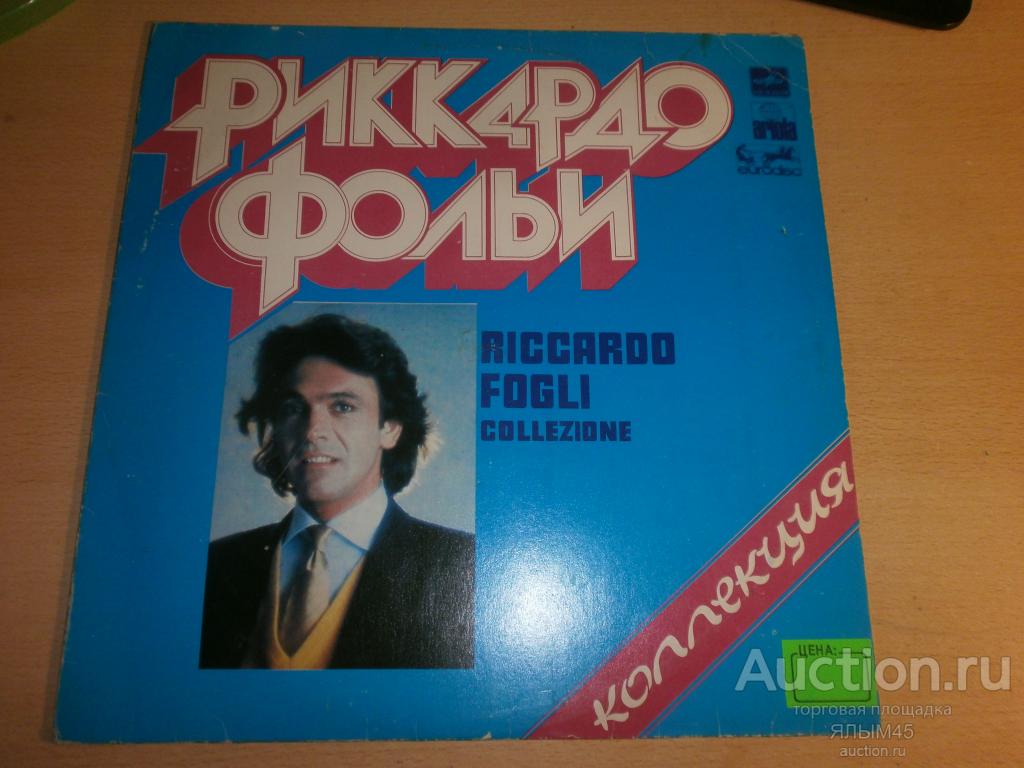 РИККАРДО
ФОЛЬИ
ariola
eurodisc
RICCARDO
FOGLI
COLLEZIONE
коллекция
ЦЕНА:
Auction.ru
торговая площадка
ЯЛЫМ45
auction.ru